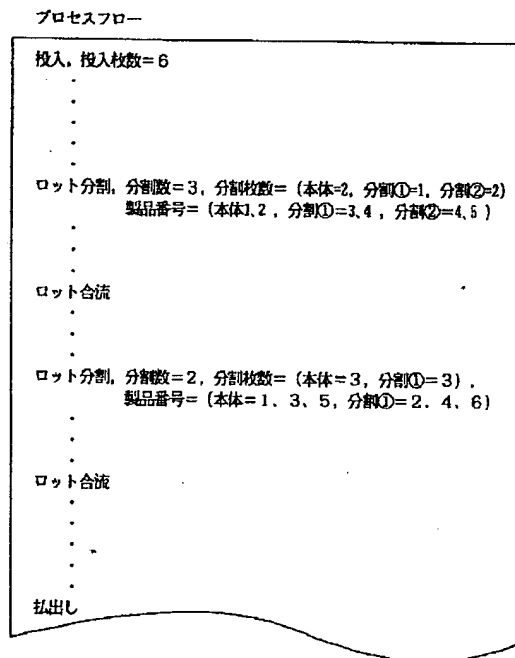 プロセスフロー
投入, 投入枚数=6
ロット分割, 分割数=3, 分割枚数=(本体=2, 分割①=1, 分割②=2)
製品番号=(本体1.2, 分割①=3.4, 分割②=4.5)
ロット合流
ロット分割, 分割数=2, 分割枚数=(本体=3, 分割①=3),
製品番号=(本体=1、3、5, 分割①=2.4,6)
ロット合流
払出し